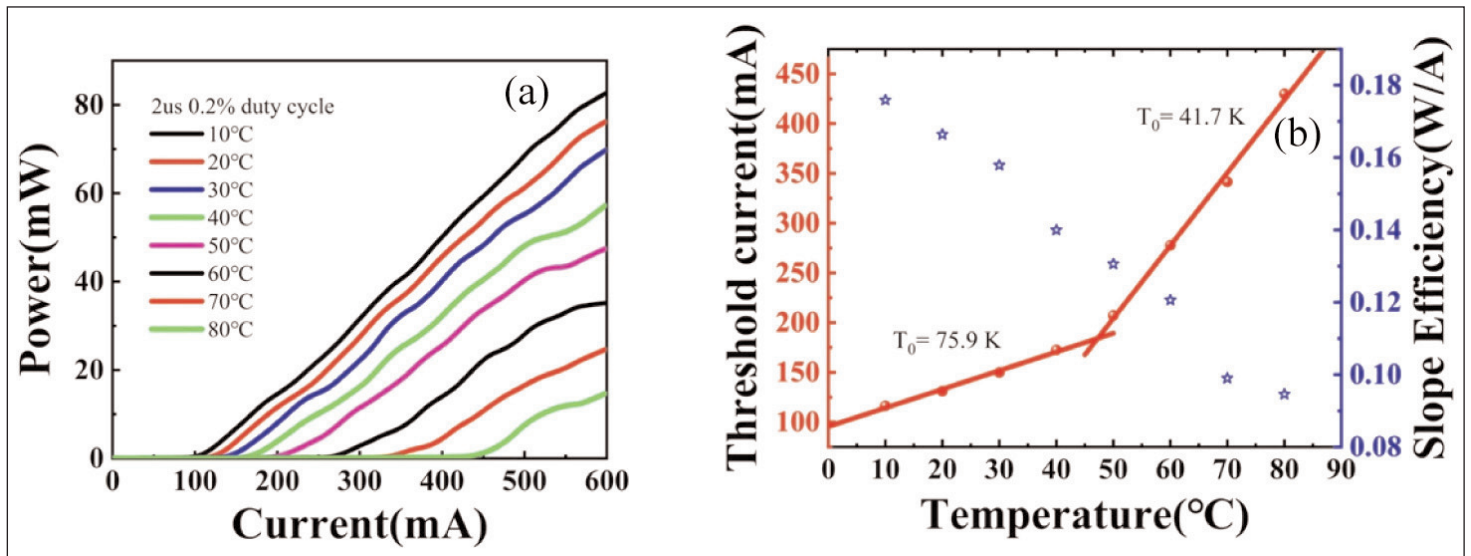 (a)
2us 0.2% duty cycle
10°C
20°C
30°C
40°C
50°C
60°C
70°C
80°C
Power(mW)
80
60
40
20
0
0 100 200 300 400 500 600
Current(mA)
(b)
T₀= 41.7 K
T₀= 75.9 K
Threshold current(mA)
450
400
350
300
250
200
150
100
0 10 20 30 40 50 60 70 80 90
Temperature(°C)
0.18
0.16
0.14
0.12
0.10
0.08
Slope Efficiency(W/A)